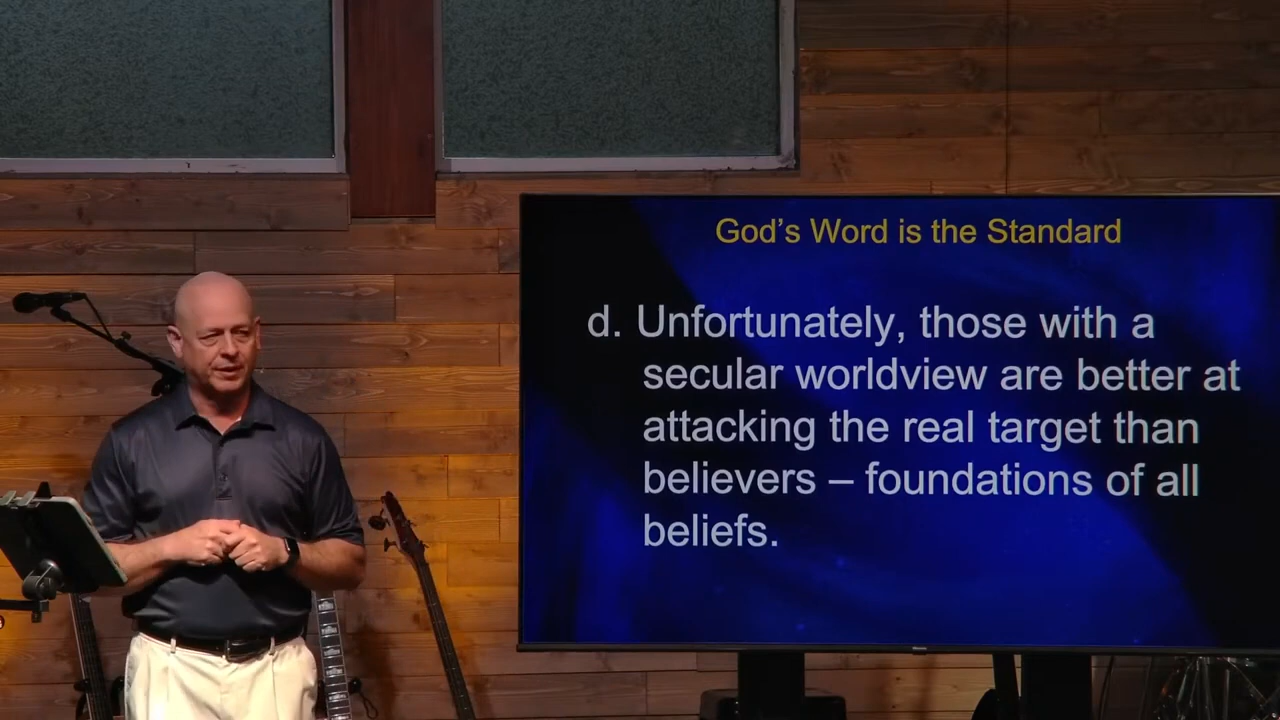 God's Word is the Standard
d. Unfortunately, those with a
secular worldview are better at
attacking the real target than
believers – foundations of all
beliefs.